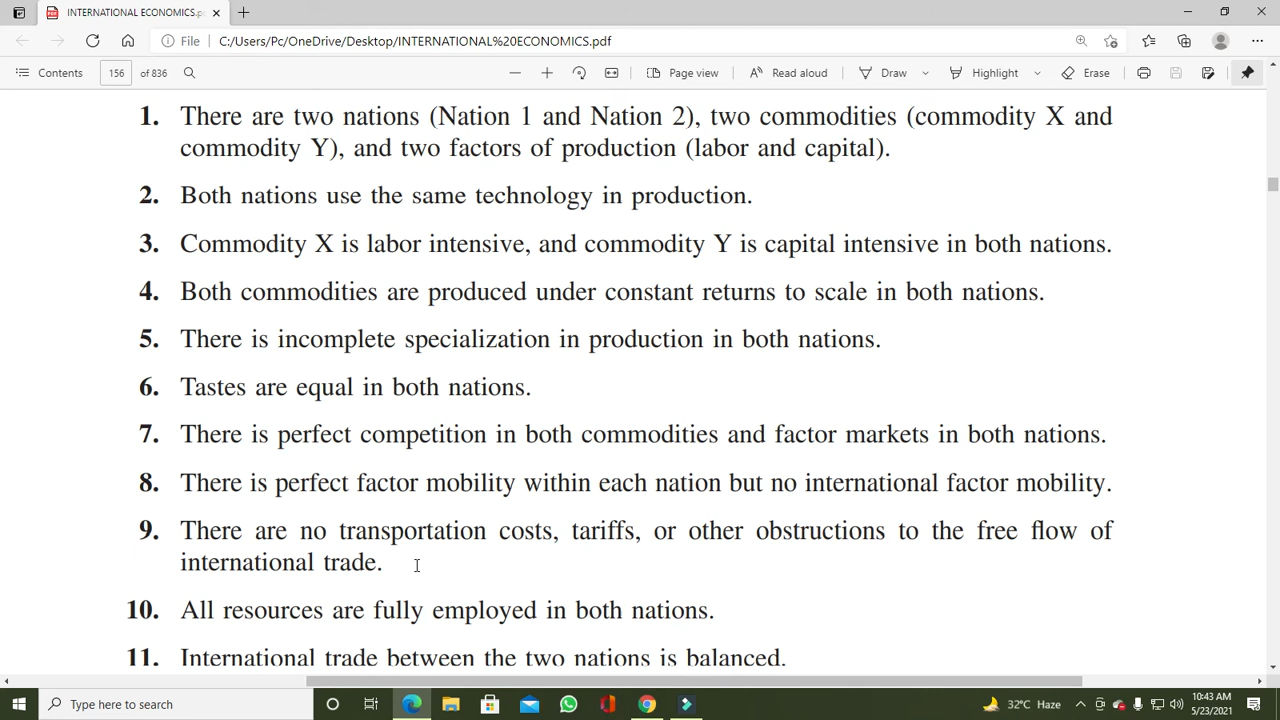 INTERNATIONAL ECONOMICS.p
File
C:/Users/Pc/OneDrive/Desktop/INTERNATIONAL%20ECONOMICS.pdf
Contents
156
of 836
Page view
Read aloud
Draw
Highlight
Erase
1. There are two nations (Nation 1 and Nation 2), two commodities (commodity X and
commodity Y), and two factors of production (labor and capital).
2. Both nations use the same technology in production.
3. Commodity X is labor intensive, and commodity Y is capital intensive in both nations.
4. Both commodities are produced under constant returns to scale in both nations.
5. There is incomplete specialization in production in both nations.
6. Tastes are equal in both nations.
7. There is perfect competition in both commodities and factor markets in both nations.
8. There is perfect factor mobility within each nation but no international factor mobility.
9. There are no transportation costs, tariffs, or other obstructions to the free flow of
international trade.
10. All resources are fully employed in both nations.
11. International trade between the two nations is balanced.
Type here to search
32°C Haze
10:43 AM
5/23/2021